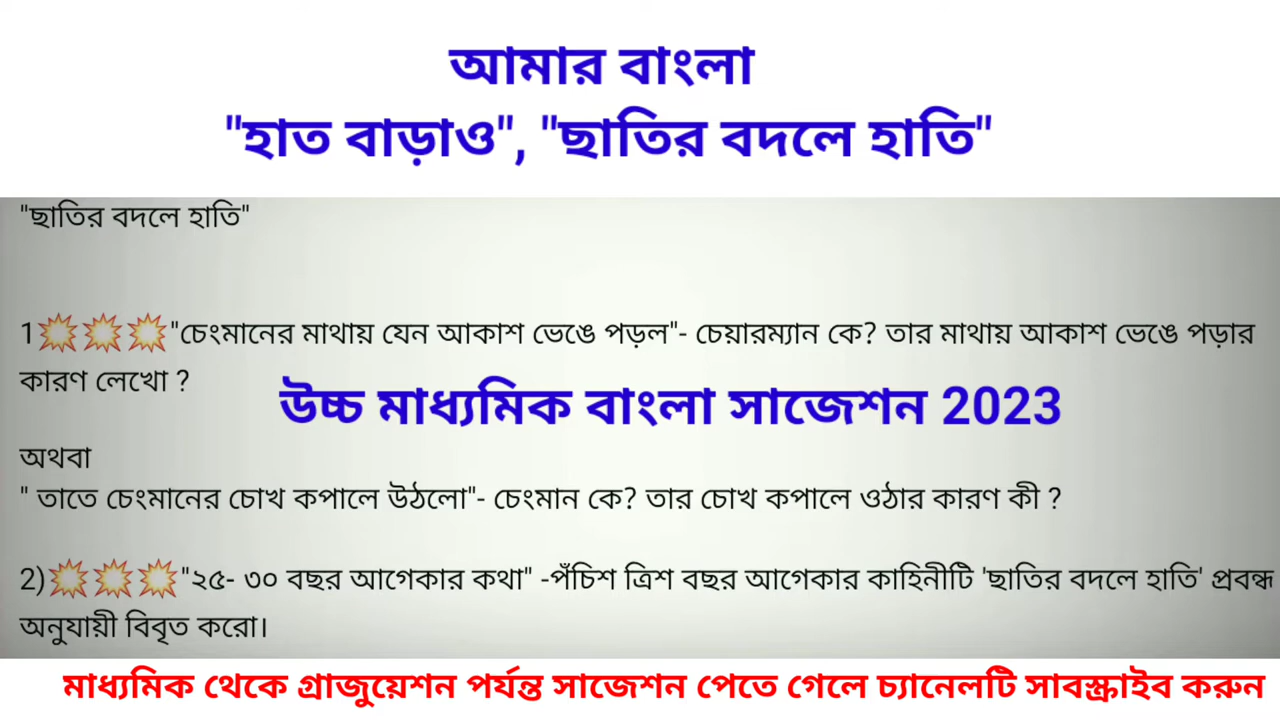 আমার বাংলা
"হাত বাড়াও", "ছাতির বদলে হাতি"
"ছাতির বদলে হাতি"
1💥💥💥"চেংমানের মাথায় যেন আকাশ ভেঙে পড়ল"- চেয়ারম্যান কে? তার মাথায় আকাশ ভেঙে পড়ার
কারণ লেখো ?
উচ্চ মাধ্যমিক বাংলা সাজেশন 2023
অথবা
" তাতে চেংমানের চোখ কপালে উঠলো"- চেংমান কে? তার চোখ কপালে ওঠার কারণ কী ?
2)💥💥💥"২৫- ৩০ বছর আগেকার কথা" -পঁচিশ ত্রিশ বছর আগেকার কাহিনীটি 'ছাতির বদলে হাতি' প্রবন্ধ
অনুযায়ী বিবৃত করো।
মাধ্যমিক থেকে গ্রাজুয়েশন পর্যন্ত সাজেশন পেতে গেলে চ্যানেলটি সাবস্ক্রাইব করুন